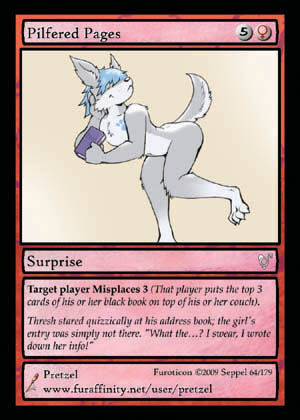 Pilfered Pages 5
Surprise
Target player Misplaces 3 (That player puts the top 3
cards of his or her black book on top of his or her couch).
Thresh stared quizzically at his address book; the girl's
entry was simply not there. "What the...? I swear, I wrote
down her info!"
Pretzel
Furoticon ©2009 Seppel 64/179
www.furaffinity.net/user/pretzel